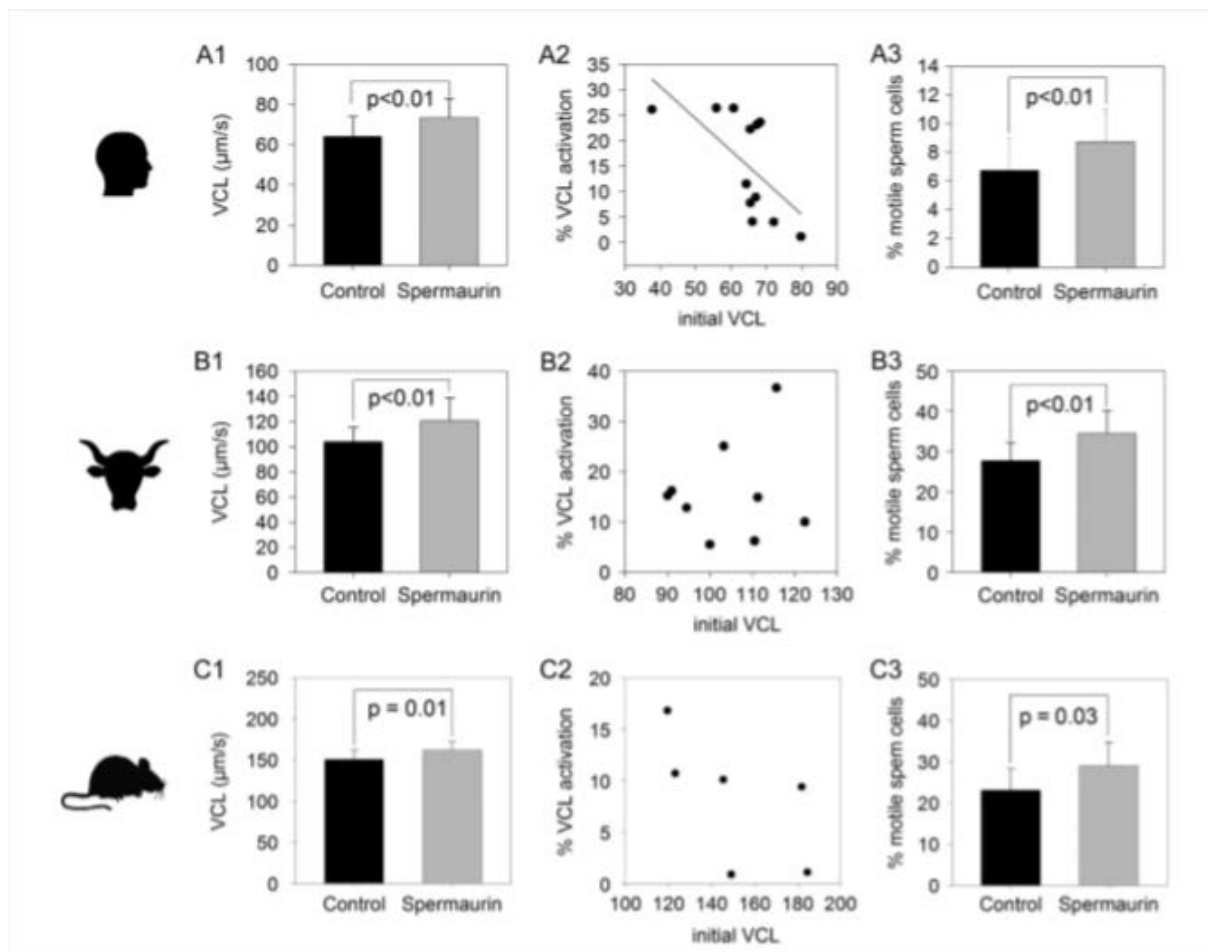 A1
VCL (µm/s)
100
80
60
40
20
0
p<0.01
Control Spermaurin
A2
% VCL activation
35
30
25
20
15
10
5
0
30 40 50 60 70 80 90
initial VCL
A3
% motile sperm cells
14
12
10
8
6
4
2
0
p<0.01
Control Spermaurin
B1
VCL (µm/s)
160
140
120
100
80
60
40
20
0
p<0.01
Control Spermaurin
B2
% VCL activation
40
30
20
10
0
80 90 100 110 120 130
initial VCL
B3
% motile sperm cells
50
40
30
20
10
0
p<0.01
Control Spermaurin
C1
VCL (µm/s)
250
200
150
100
50
0
p = 0.01
Control Spermaurin
C2
% VCL activation
20
15
10
5
0
100 120 140 160 180 200
initial VCL
C3
% motile sperm cells
50
40
30
20
10
0
p = 0.03
Control Spermaurin